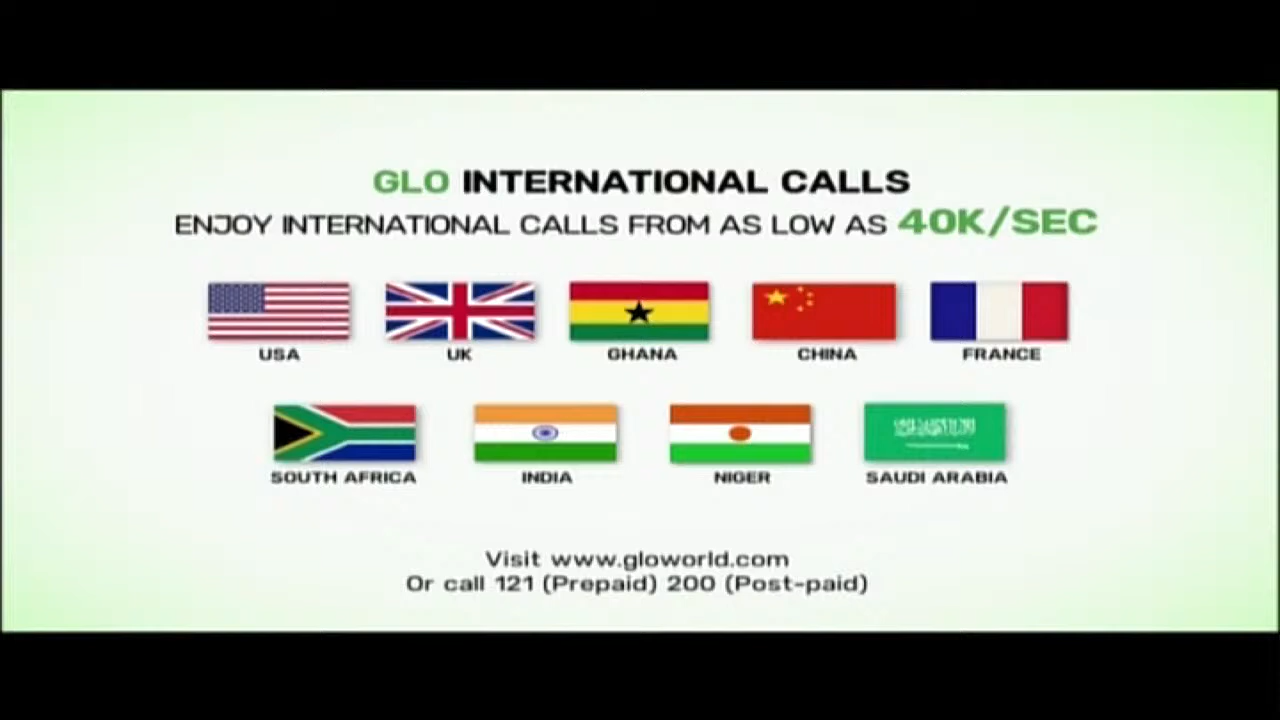 GLO INTERNATIONAL CALLS
ENJOY INTERNATIONAL CALLS FROM AS LOW AS 40K/SEC
USA UK GHANA CHINA FRANCE
SOUTH AFRICA INDIA NIGER SAUDI ARABIA
Visit www.gloworld.com
Or call 121 (Prepaid) 200 (Post-paid)